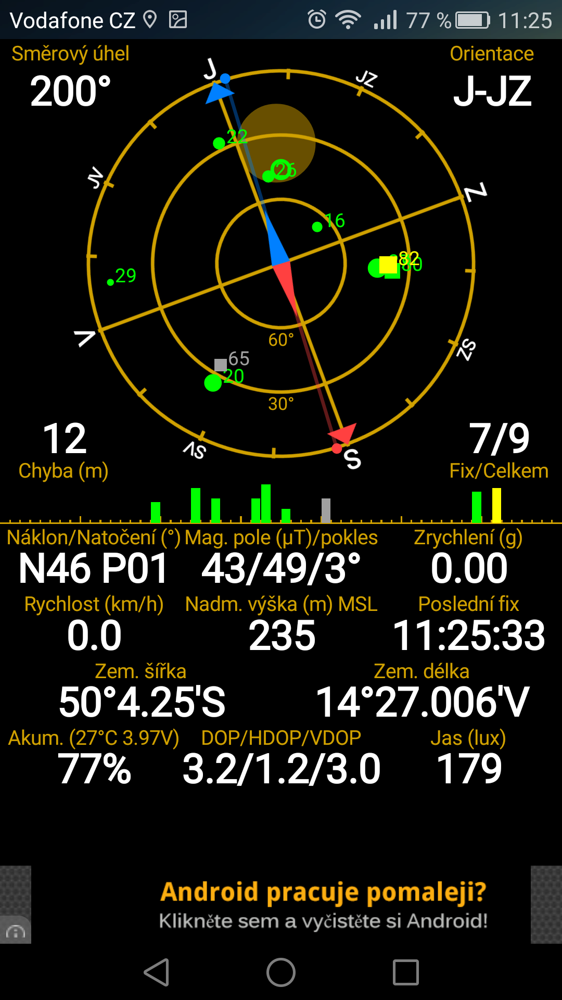 Vodafone CZ 77 % 11:25
Směrový úhel
Orientace
200°
J-JZ
J
JZ
22
26
JV
Z
16
82
80
29
V
60°
SZ
65
20
30°
12
7/9
SV
S
Chyba (m)
Fix/Celkem
Náklon/Natočení (°) Mag. pole (µT)/pokles Zrychlení (g)
N46 P01 43/49/3° 0.00
Rychlost (km/h) Nadm. výška (m) MSL Poslední fix
0.0 235 11:25:33
Zem. šířka Zem. délka
50°4.25'S 14°27.006'V
Akum. (27°C 3.97V) DOP/HDOP/VDOP Jas (lux)
77% 3.2/1.2/3.0 179
Android pracuje pomaleji?
Klikněte sem a vyčistěte si Android!